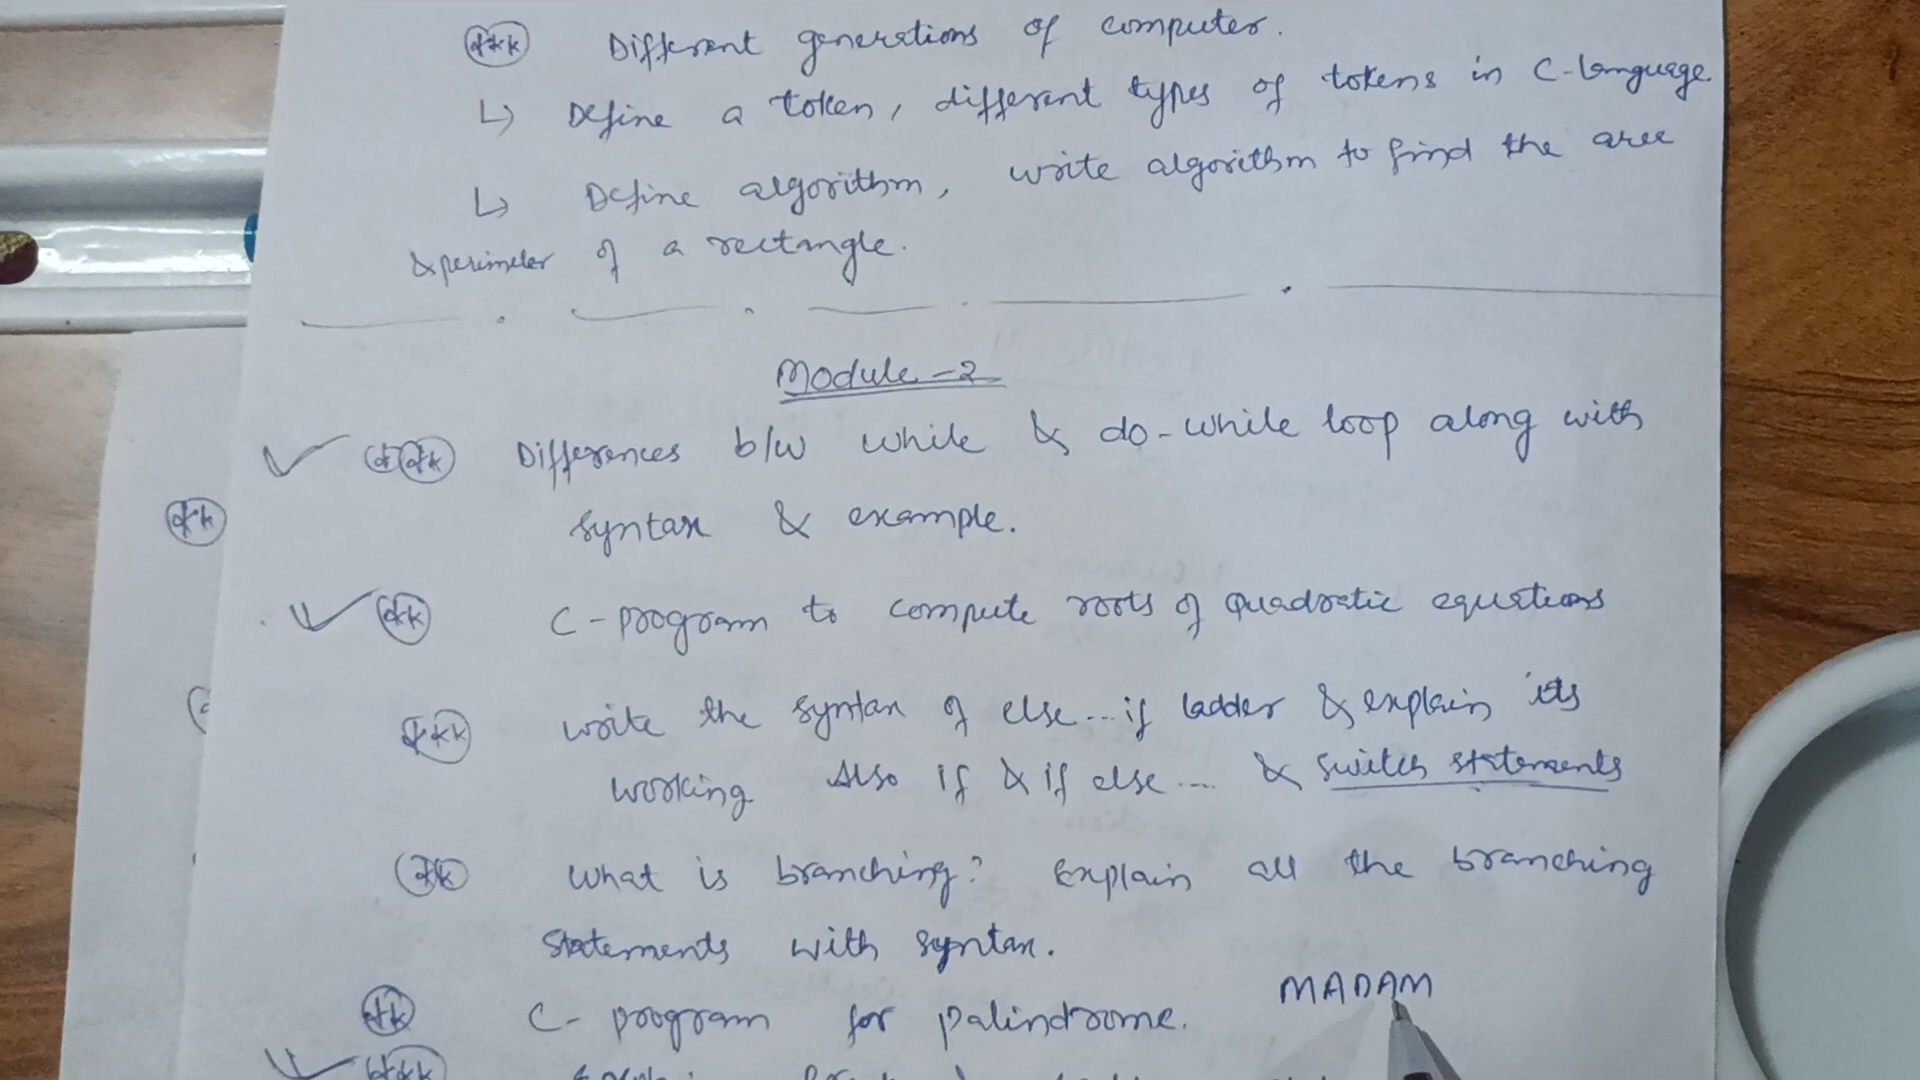 Different generations of computer.
↳ Define a token, different types of tokens in C-language.
↳ Define algorithm, write algorithm to find the area
& perimeter of a rectangle.
Module-2
Differences b/w while & do-while loop along with
syntax & example.
C-program to compute roots of Quadratic equations
write the syntax of else...if ladder & explain its
working Also if & if else.... & switch statements
What is branching? Explain all the branching
statements with syntax.
MADAM
C-program for palindrome.